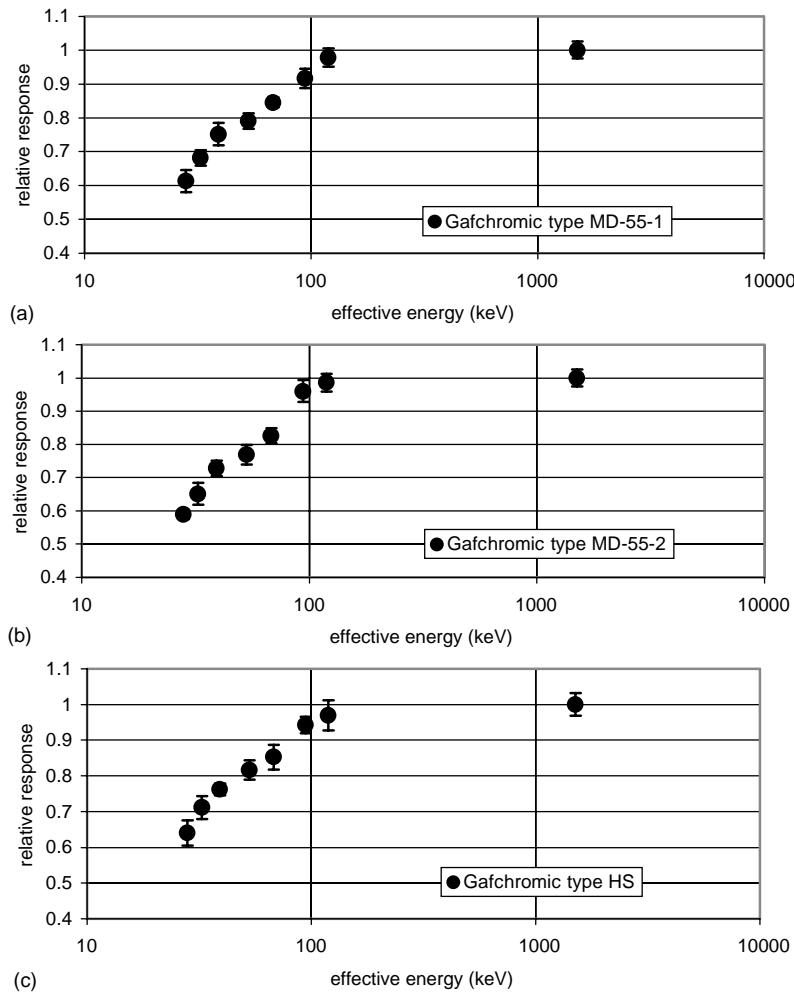 1.1
1
0.9
0.8
0.7
0.6
0.5
0.4
relative response
Gafchromic type MD-55-1
10 100 1000 10000
(a)
effective energy (keV)
1.1
1
0.9
0.8
0.7
0.6
0.5
0.4
relative response
Gafchromic type MD-55-2
10 100 1000 10000
(b)
effective energy (keV)
1.1
1
0.9
0.8
0.7
0.6
0.5
0.4
relative response
Gafchromic type HS
10 100 1000 10000
(c)
effective energy (keV)